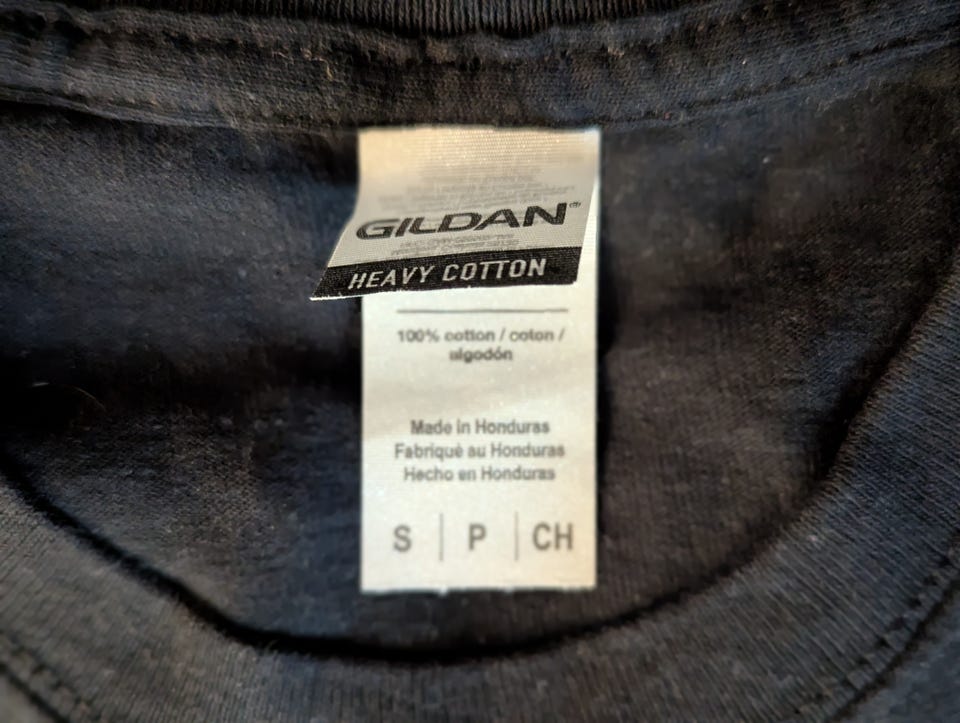 GILDAN®
HEAVY COTTON
100% cotton / coton /
algodón
Made in Honduras
Fabriqué au Honduras
Hecho en Honduras
S | P | CH